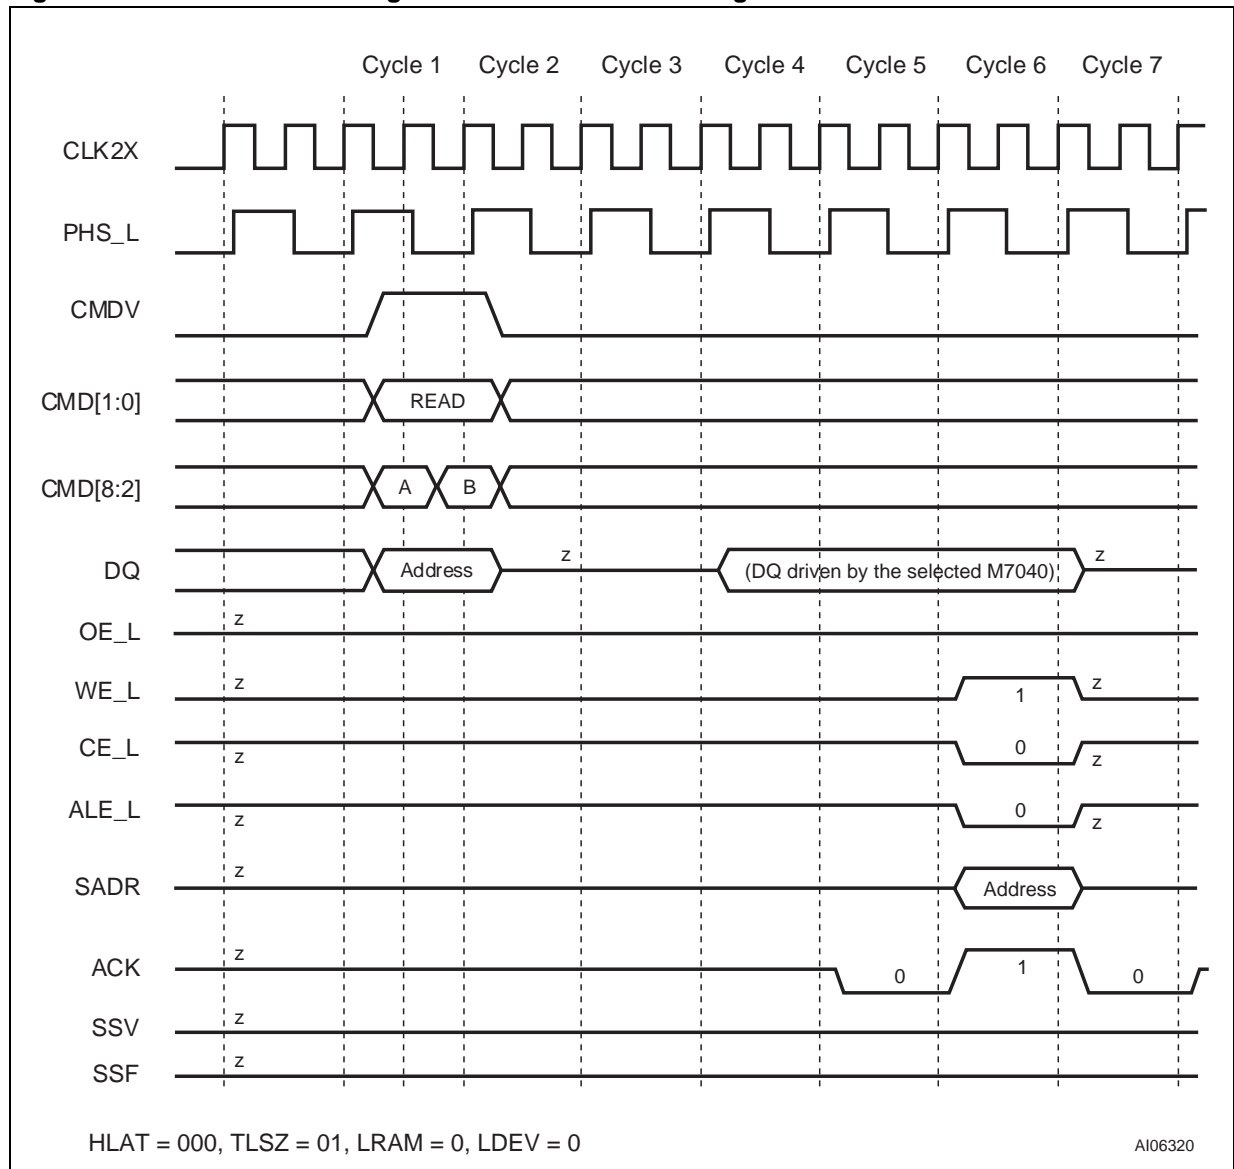 Cycle 1 Cycle 2 Cycle 3 Cycle 4 Cycle 5 Cycle 6 Cycle 7
CLK2X
PHS_L
CMDV
CMD[1:0] READ
CMD[8:2] A B
DQ Address z (DQ driven by the selected M7040) z
OE_L z
WE_L z 1 z
CE_L z 0 z
ALE_L z 0 z
SADR z Address
ACK z 0 1 0
SSV z
SSF z
HLAT = 000, TLSZ = 01, LRAM = 0, LDEV = 0
AI06320